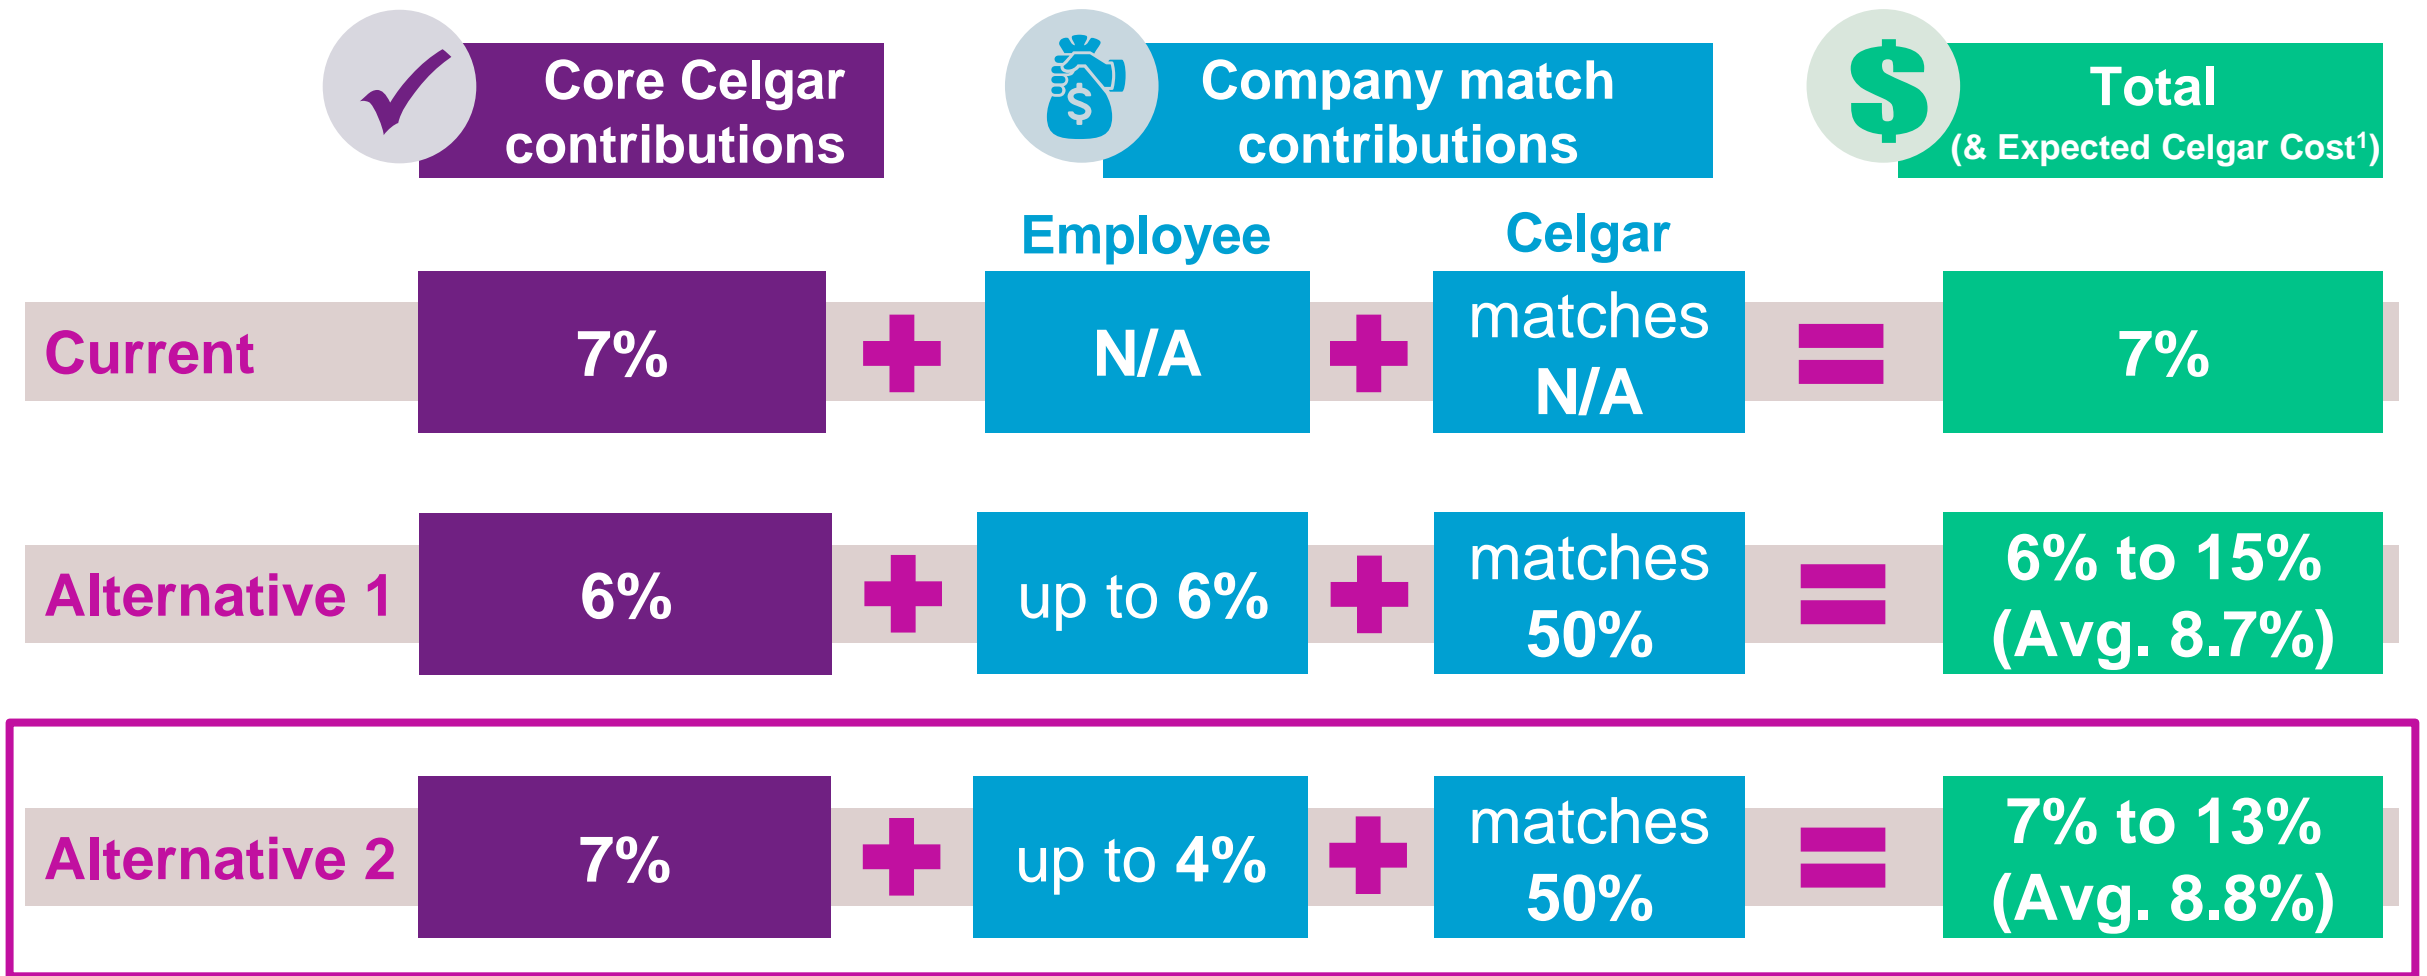 Core Celgar
contributions
Company match
contributions
Total
(& Expected Celgar Cost¹)
Employee
Celgar
Current
7%
N/A
matches
N/A
7%
Alternative 1
6%
up to 6%
matches
50%
6% to 15%
(Avg. 8.7%)
Alternative 2
7%
up to 4%
matches
50%
7% to 13%
(Avg. 8.8%)